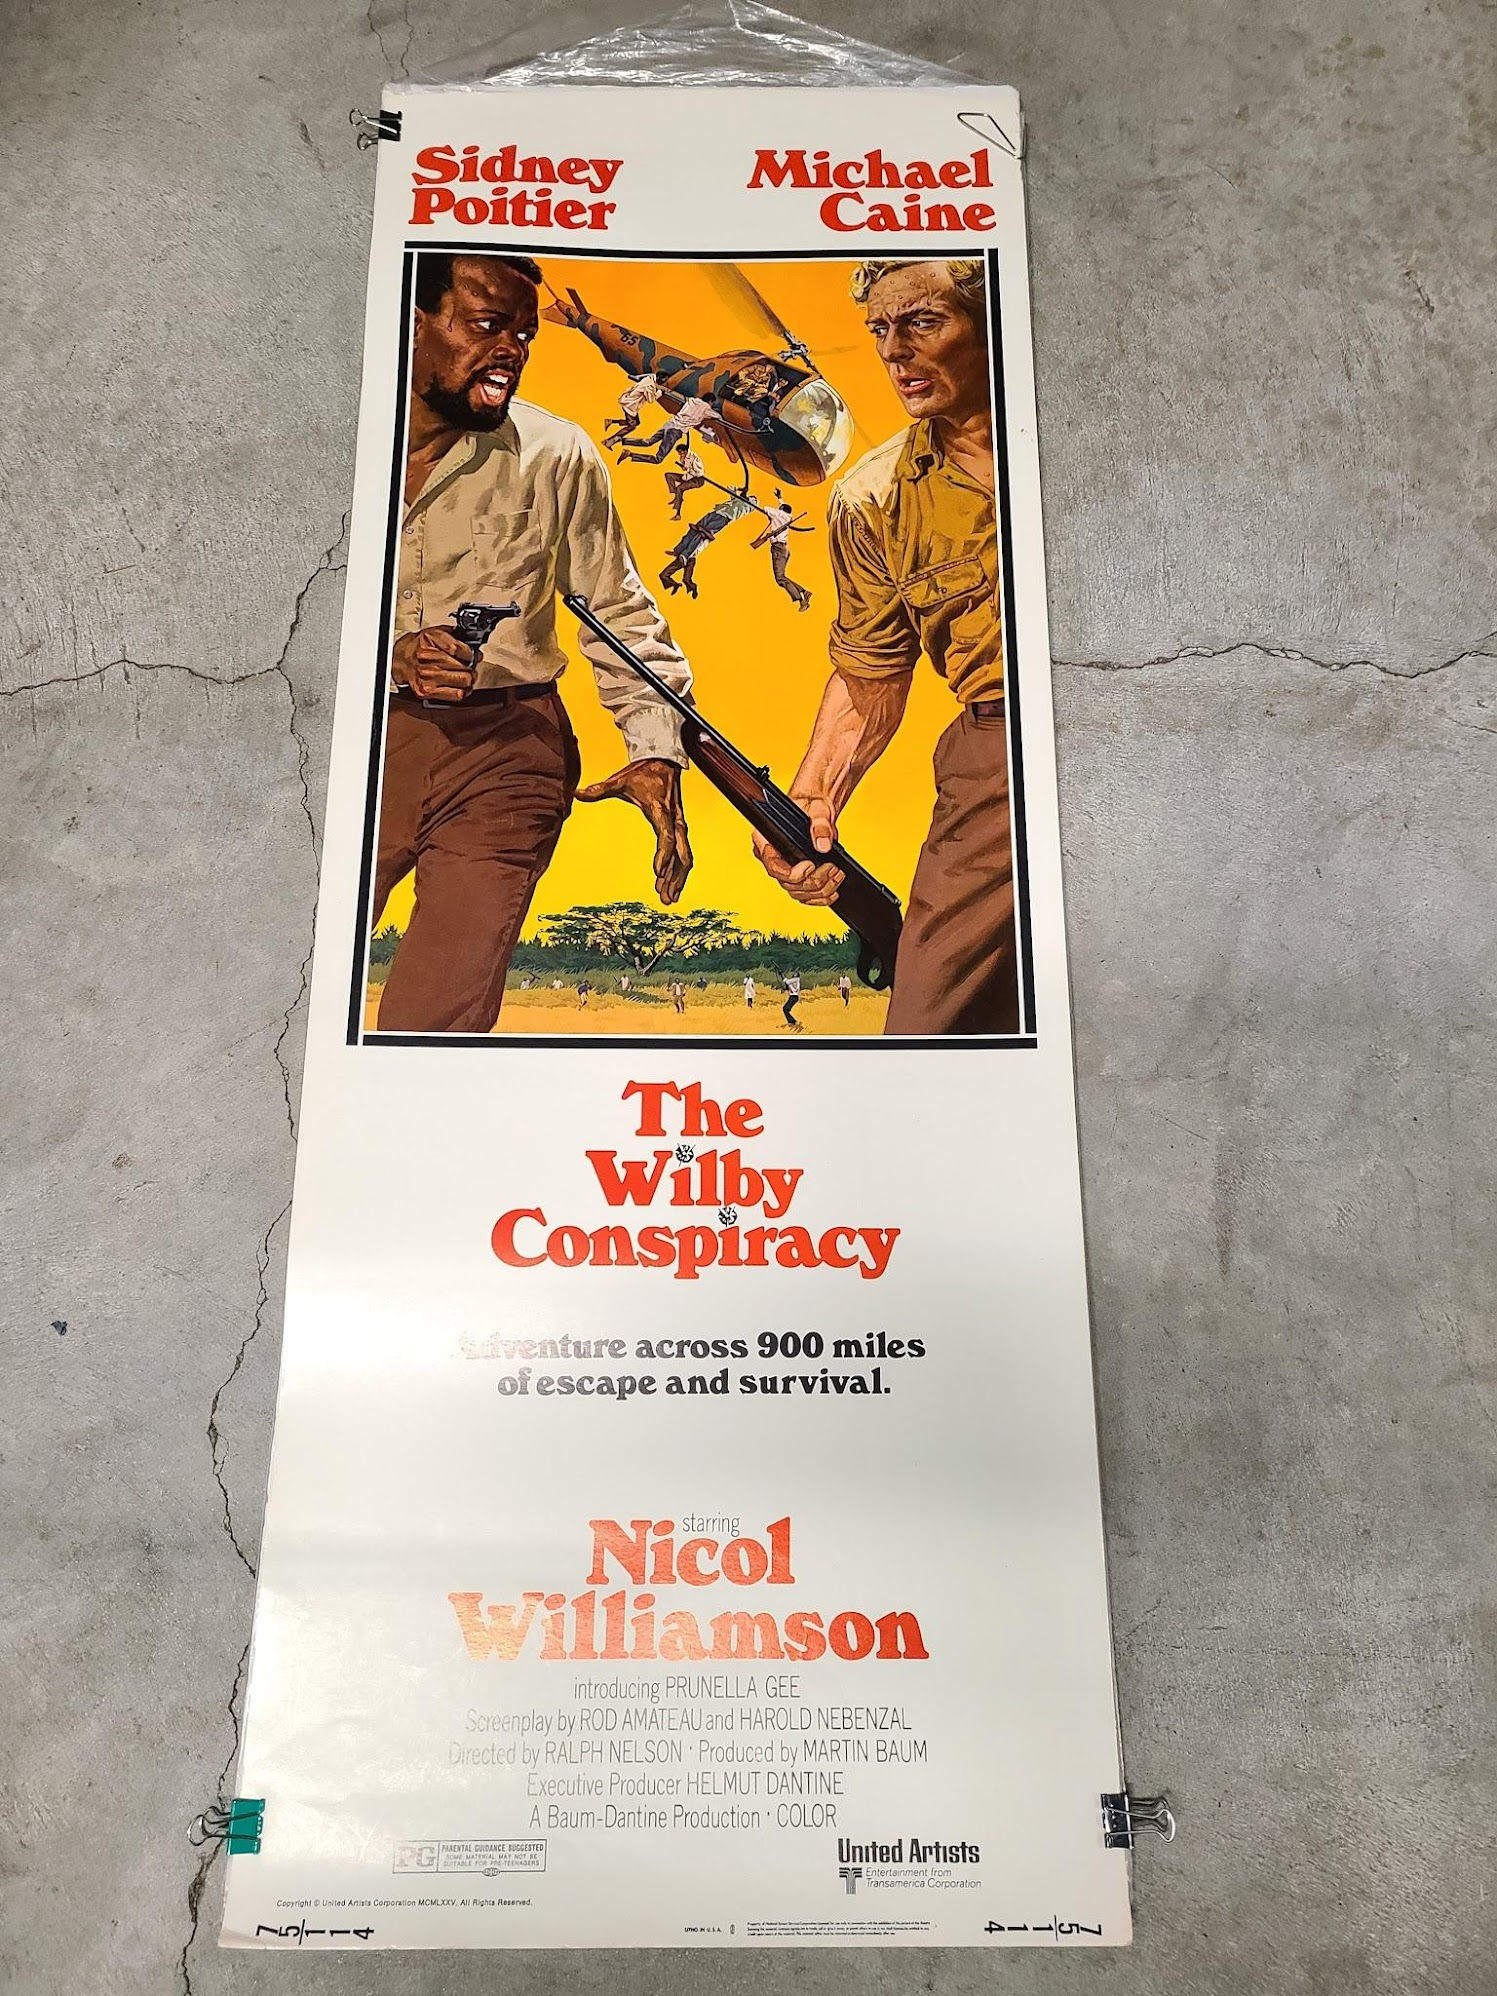 Sidney
Poitier
Michael
Caine
65
The
Wilby
Conspiracy
Adventure across 900 miles
of escape and survival.
starring
Nicol
Williamson
introducing PRUNELLA GEE
Screenplay by ROD AMATEAU and HAROLD NEBENZAL
Directed by RALPH NELSON · Produced by MARTIN BAUM
Executive Producer HELMUT DANTINE
A Baum-Dantine Production · COLOR
PG PARENTAL GUIDANCE SUGGESTED
SOME MATERIAL MAY NOT BE
SUITABLE FOR PRE-TEENAGERS
United Artists
Entertainment from
Transamerica Corporation
Copyright © United Artists Corporation MCMLXXV. All Rights Reserved.
75/114
LITHO. IN U.S.A.
75/114